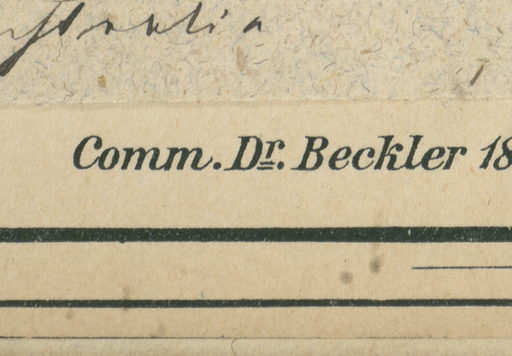 Comm. Dr. Beckler 18